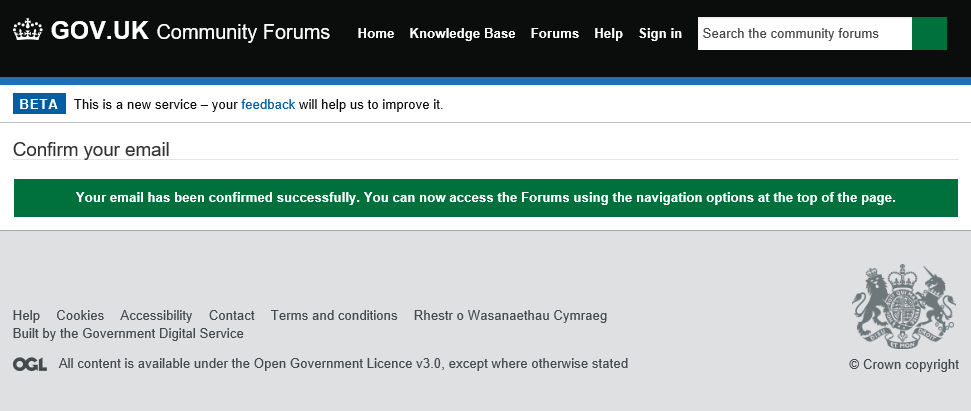 GOV.UK Community Forums Home Knowledge Base Forums Help Sign in Search the community forums
BETA This is a new service – your feedback will help us to improve it.
Confirm your email
Your email has been confirmed successfully. You can now access the Forums using the navigation options at the top of the page.
Help Cookies Accessibility Contact Terms and conditions Rhestr o Wasanaethau Cymraeg
Built by the Government Digital Service
OGL All content is available under the Open Government Licence v3.0, except where otherwise stated
© Crown copyright